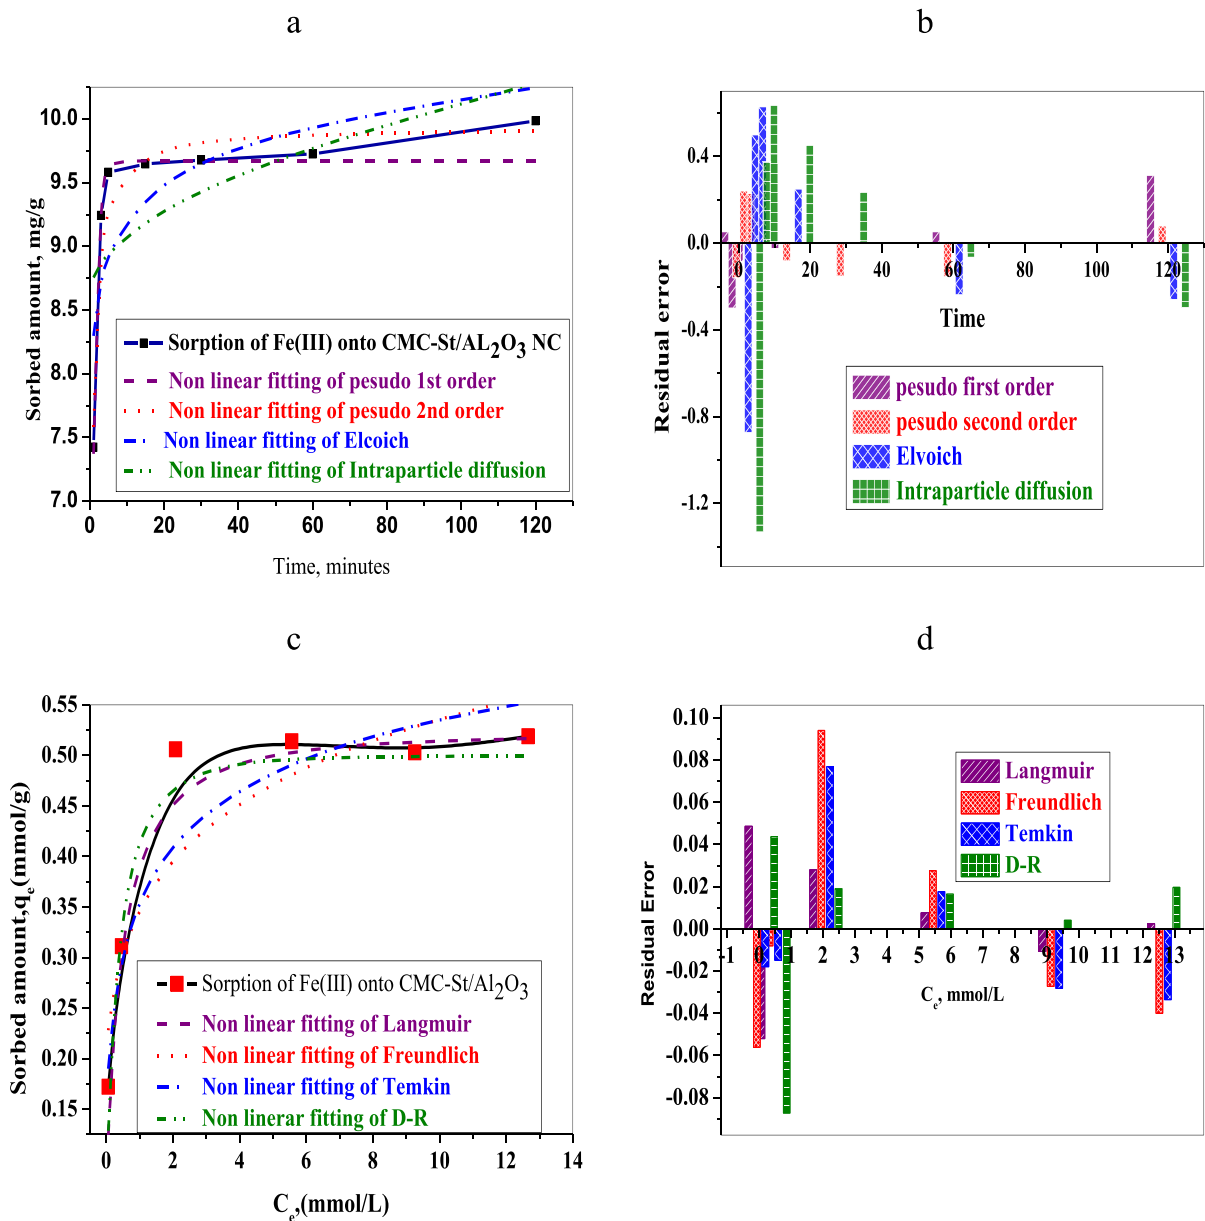 a
Sorbed amount, mg/g
10.0
9.5
9.0
8.5
8.0
7.5
7.0
Sorption of Fe(III) onto CMC-St/AL2O3 NC
Non linear fitting of pesudo 1st order
Non linear fitting of pesudo 2nd order
Non linear fitting of Elcoich
Non linear fitting of Intraparticle diffusion
0 20 40 60 80 100 120
Time, minutes
b
Residual error
0.4
0.0
-0.4
-0.8
-1.2
0 20 40 60 80 100 120
Time
pesudo first order
pesudo second order
Elvoich
Intraparticle diffusion
c
Sorbed amount,qe(mmol/g)
0.55
0.50
0.45
0.40
0.35
0.30
0.25
0.20
0.15
Sorption of Fe(III) onto CMC-St/Al2O3
Non linear fitting of Langmuir
Non linear fitting of Freundlich
Non linear fitting of Temkin
Non linerar fitting of D-R
0 2 4 6 8 10 12 14
Ce,(mmol/L)
d
Residual Error
0.10
0.08
0.06
0.04
0.02
0.00
-0.02
-0.04
-0.06
-0.08
Langmuir
Freundlich
Temkin
D-R
-1 0 1 2 3 4 5 6 7 8 9 10 11 12 13
Ce, mmol/L